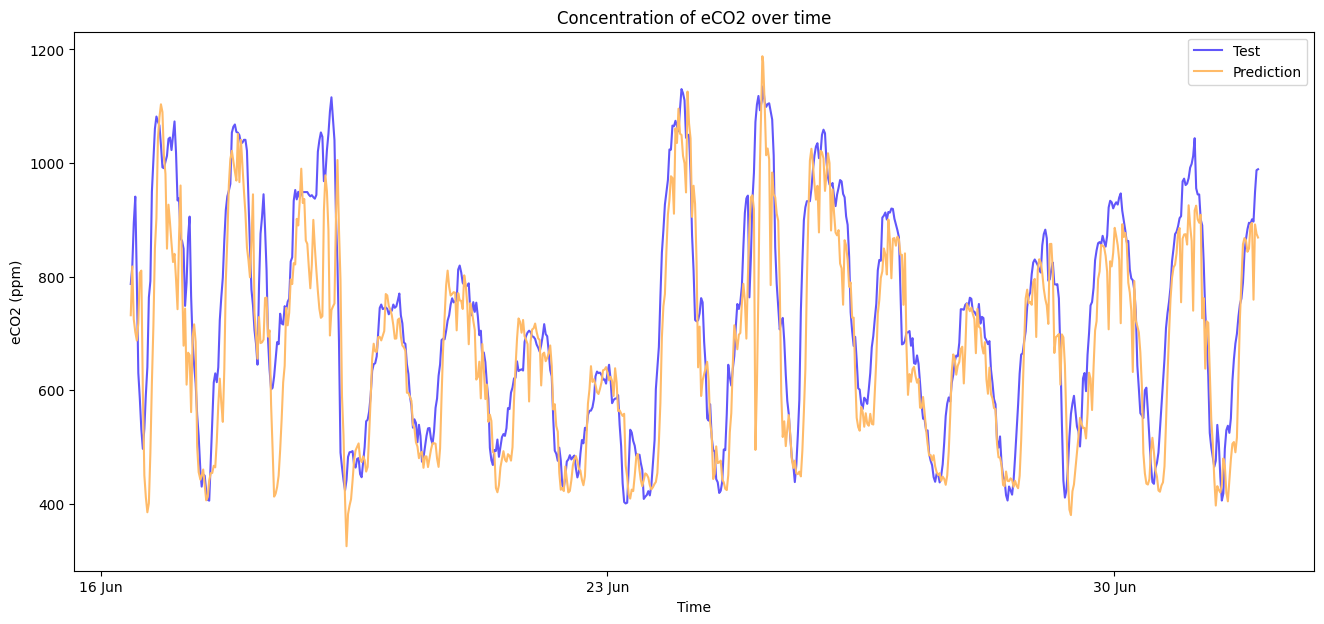 Concentration of eCO2 over time
Test
Prediction
eCO2 (ppm)
1200
1000
800
600
400
16 Jun
23 Jun
30 Jun
Time